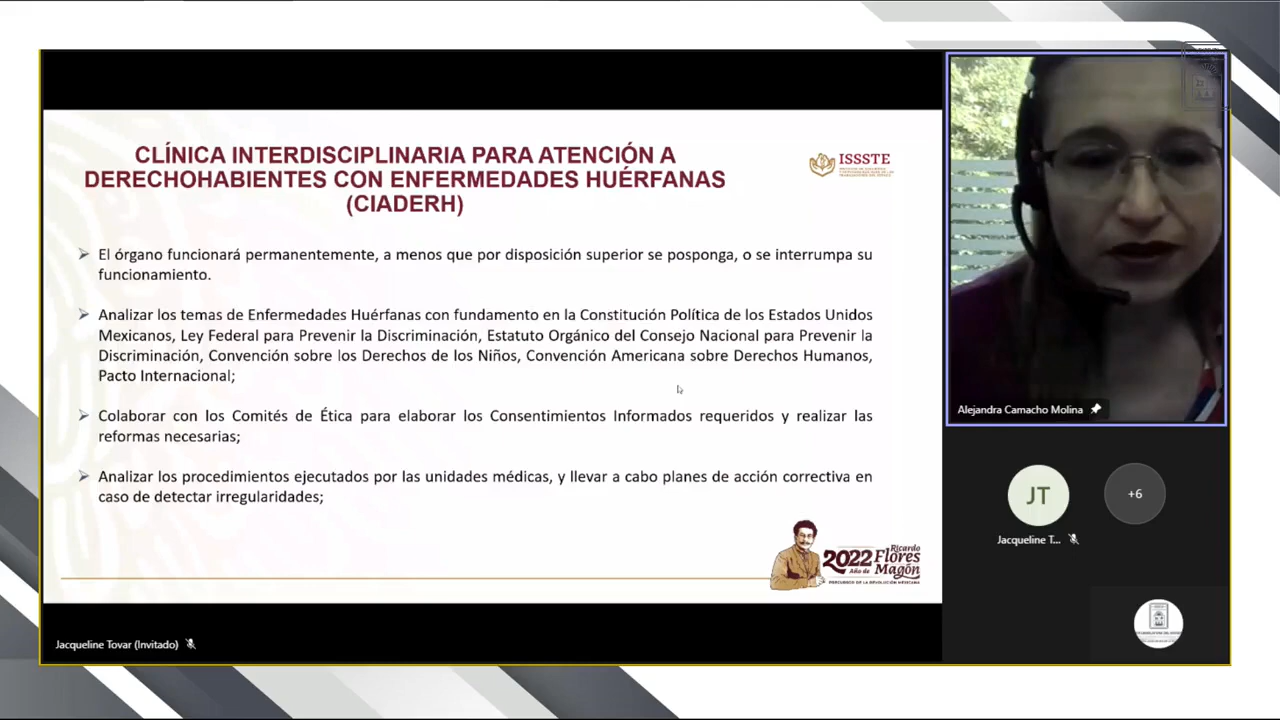 CLÍNICA INTERDISCIPLINARIA PARA ATENCIÓN A
DERECHOHABIENTES CON ENFERMEDADES HUÉRFANAS
(CIADERH)
ISSSTE
El órgano funcionará permanentemente, a menos que por disposición superior se posponga, o se interrumpa su
funcionamiento.
Analizar los temas de Enfermedades Huérfanas con fundamento en la Constitución Política de los Estados Unidos
Mexicanos, Ley Federal para Prevenir la Discriminación, Estatuto Orgánico del Consejo Nacional para Prevenir la
Discriminación, Convención sobre los Derechos de los Niños, Convención Americana sobre Derechos Humanos,
Pacto Internacional;
Colaborar con los Comités de Ética para elaborar los Consentimientos Informados requeridos y realizar las
reformas necesarias;
Analizar los procedimientos ejecutados por las unidades médicas, y llevar a cabo planes de acción correctiva en
caso de detectar irregularidades;
2022 Ricardo
Año de Flores
Magón
PRECURSOR DE LA REVOLUCIÓN MEXICANA
Jacqueline Tovar (Invitado)
Alejandra Camacho Molina
JT
+6
Jacqueline T...